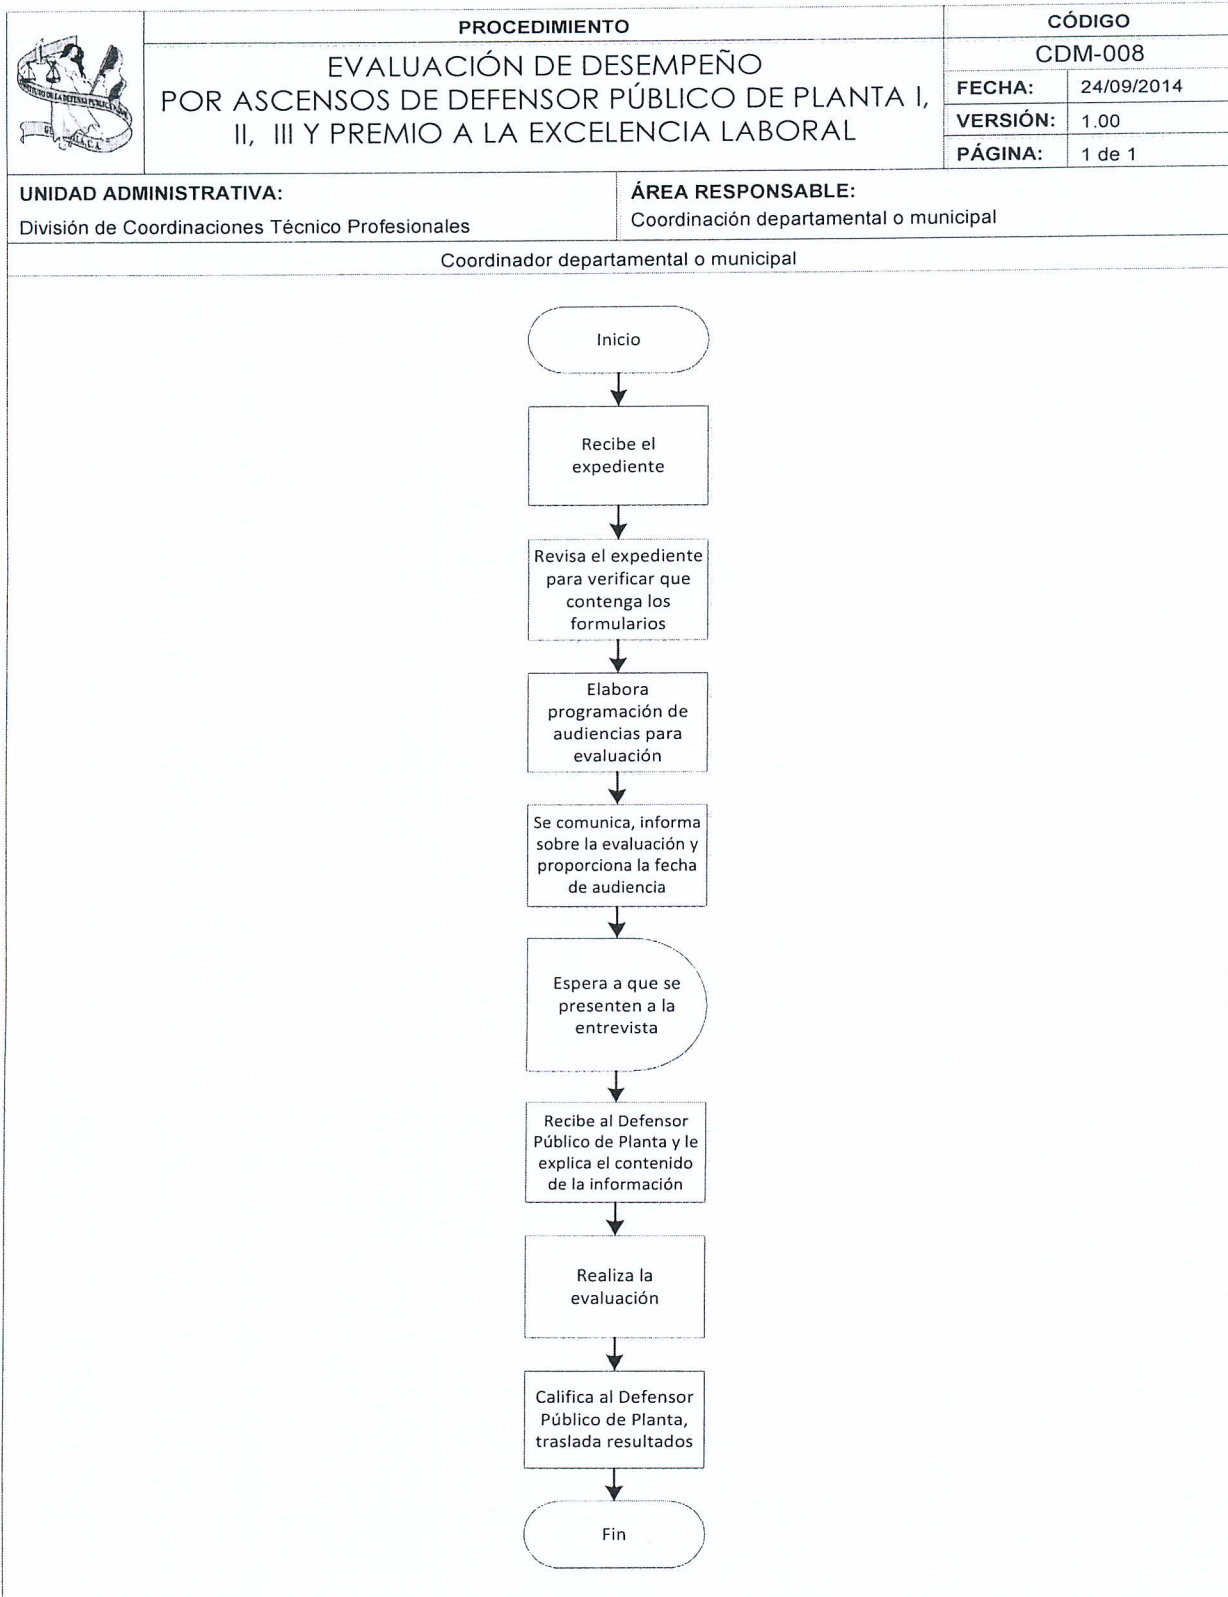 PROCEDIMIENTO
EVALUACIÓN DE DESEMPEÑO
POR ASCENSOS DE DEFENSOR PÚBLICO DE PLANTA I,
II, III Y PREMIO A LA EXCELENCIA LABORAL
CÓDIGO
CDM-008
FECHA: 24/09/2014
VERSIÓN: 1.00
PÁGINA: 1 de 1
UNIDAD ADMINISTRATIVA:
División de Coordinaciones Técnico Profesionales
ÁREA RESPONSABLE:
Coordinación departamental o municipal
Coordinador departamental o municipal
Inicio
Recibe el
expediente
Revisa el expediente
para verificar que
contenga los
formularios
Elabora
programación de
audiencias para
evaluación
Se comunica, informa
sobre la evaluación y
proporciona la fecha
de audiencia
Espera a que se
presenten a la
entrevista
Recibe al Defensor
Público de Planta y le
explica el contenido
de la información
Realiza la
evaluación
Califica al Defensor
Público de Planta,
traslada resultados
Fin